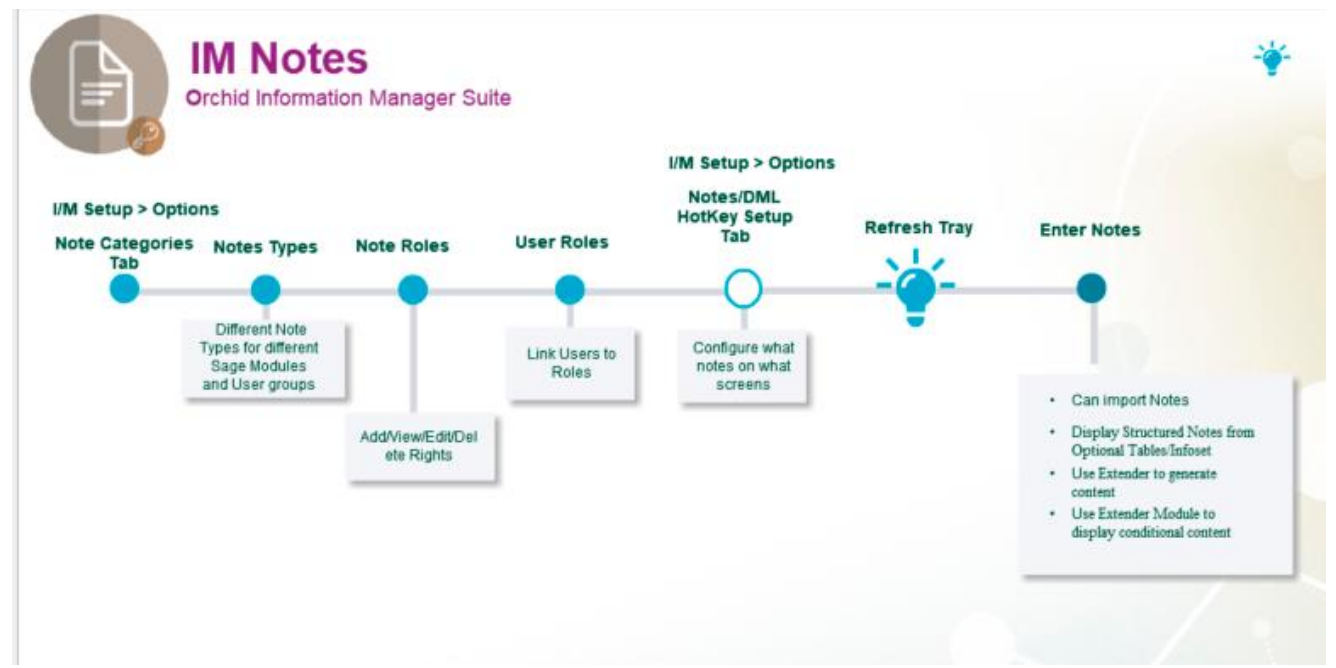 IM Notes
Orchid Information Manager Suite
I/M Setup > Options
Note Categories
Tab
Notes Types
Different Note
Types for different
Sage Modules
and User groups
Note Roles
Add/View/Edit/Del
ete Rights
User Roles
Link Users to
Roles
I/M Setup > Options
Notes/DML
HotKey Setup
Tab
Configure what
notes on what
screens
Refresh Tray
Enter Notes
• Can import Notes
• Display Structured Notes from
Optional Tables/Infoset
• Use Extender to generate
content
• Use Extender Module to
display conditional content